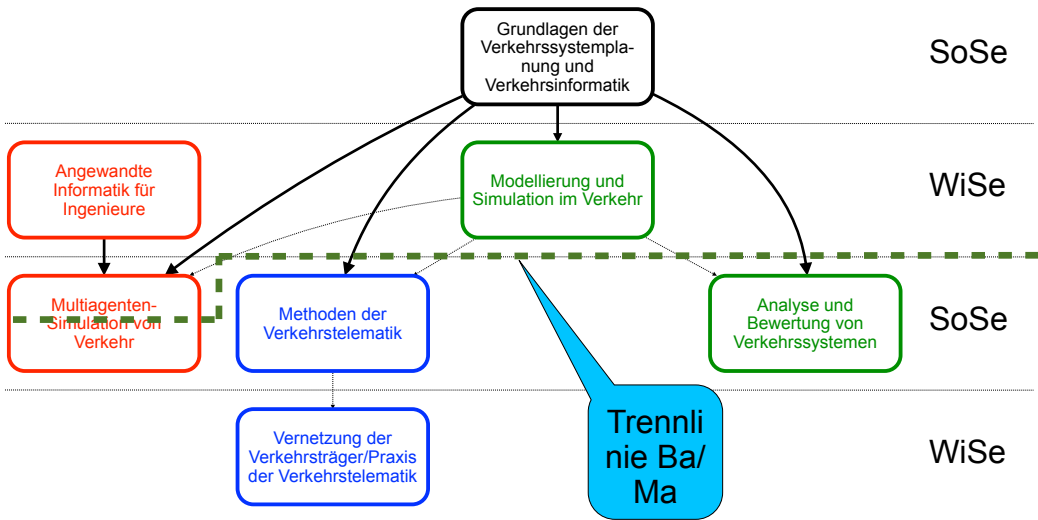 Grundlagen der
Verkehrssystempla-
nung und
Verkehrsinformatik
SoSe
Angewandte
Informatik für
Ingenieure
Modellierung und
Simulation im Verkehr
WiSe
Multiagenten-
Simulation von
Verkehr
Methoden der
Verkehrstelematik
Analyse und
Bewertung von
Verkehrssystemen
SoSe
Vernetzung der
Verkehrsträger/Praxis
der Verkehrstelematik
Trennli
nie Ba/
Ma
WiSe